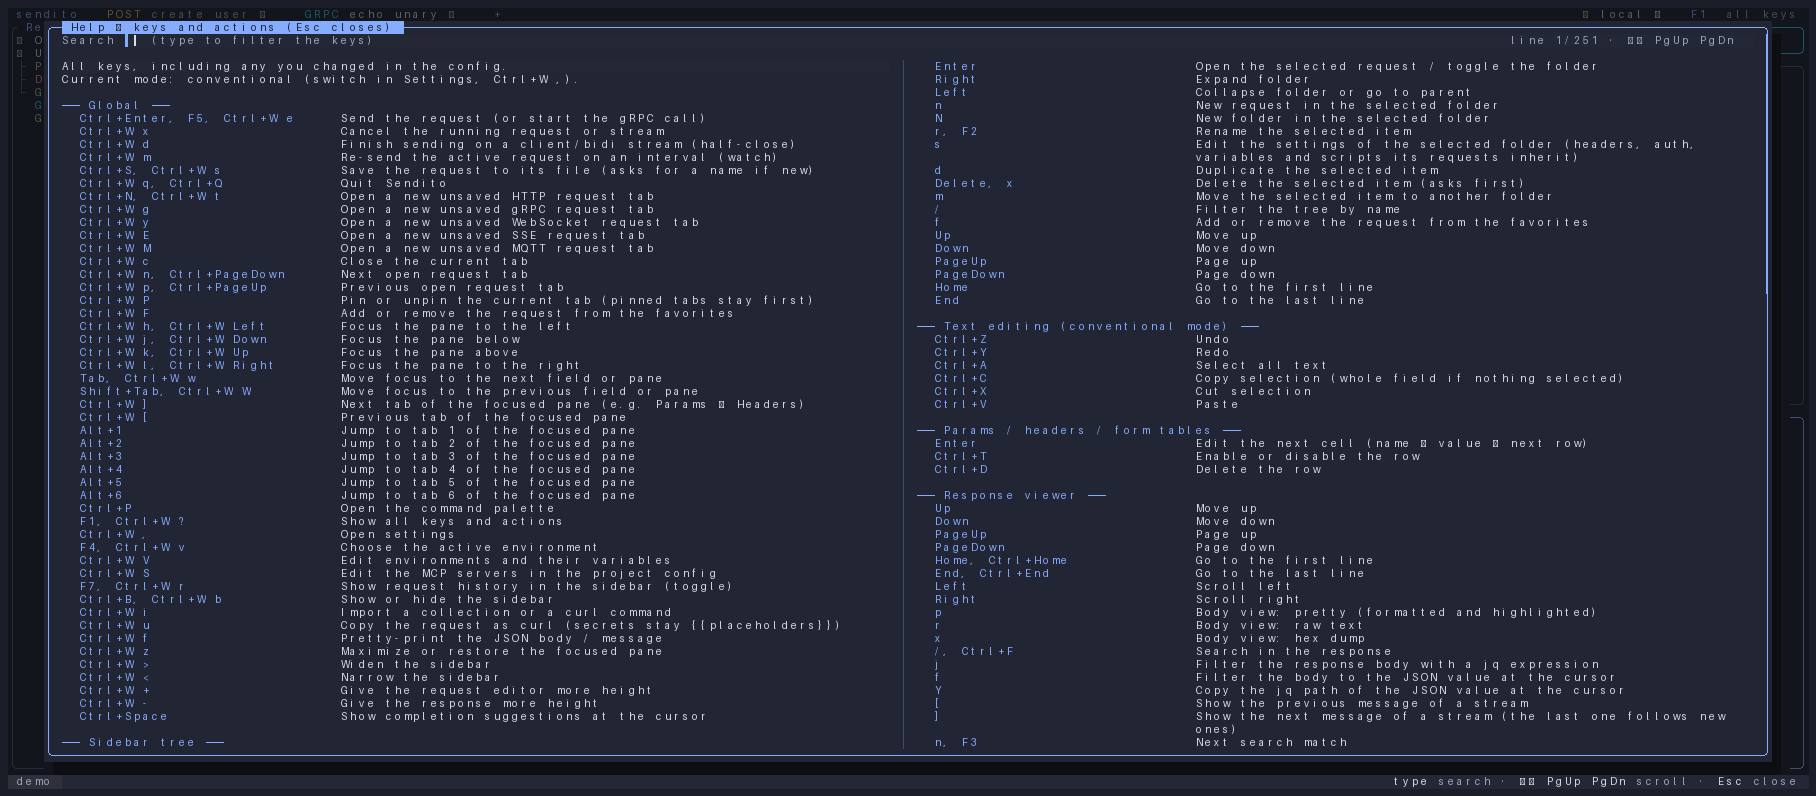 sendito POST create user GRPC echo unary + local F1 all keys
Help keys and actions (Esc closes)
Search (type to filter the keys) line 1/251 · PgUp PgDn
All keys, including any you changed in the config.
Current mode: conventional (switch in Settings, Ctrl+W ,).
Global
Ctrl+Enter, F5, Ctrl+W e Send the request (or start the gRPC call)
Ctrl+W x Cancel the running request or stream
Ctrl+W d Finish sending on a client/bidi stream (half-close)
Ctrl+W m Re-send the active request on an interval (watch)
Ctrl+S, Ctrl+W s Save the request to its file (asks for a name if new)
Ctrl+W q, Ctrl+Q Quit Sendito
Ctrl+N, Ctrl+W t Open a new unsaved HTTP request tab
Ctrl+W g Open a new unsaved gRPC request tab
Ctrl+W y Open a new unsaved WebSocket request tab
Ctrl+W E Open a new unsaved SSE request tab
Ctrl+W M Open a new unsaved MQTT request tab
Ctrl+W c Close the current tab
Ctrl+W n, Ctrl+PageDown Next open request tab
Ctrl+W p, Ctrl+PageUp Previous open request tab
Ctrl+W P Pin or unpin the current tab (pinned tabs stay first)
Ctrl+W F Add or remove the request from the favorites
Ctrl+W h, Ctrl+W Left Focus the pane to the left
Ctrl+W j, Ctrl+W Down Focus the pane below
Ctrl+W k, Ctrl+W Up Focus the pane above
Ctrl+W l, Ctrl+W Right Focus the pane to the right
Tab, Ctrl+W w Move focus to the next field or pane
Shift+Tab, Ctrl+W W Move focus to the previous field or pane
Ctrl+W ] Next tab of the focused pane (e.g. Params Headers)
Ctrl+W [ Previous tab of the focused pane
Alt+1 Jump to tab 1 of the focused pane
Alt+2 Jump to tab 2 of the focused pane
Alt+3 Jump to tab 3 of the focused pane
Alt+4 Jump to tab 4 of the focused pane
Alt+5 Jump to tab 5 of the focused pane
Alt+6 Jump to tab 6 of the focused pane
Ctrl+P Open the command palette
F1, Ctrl+W ? Show all keys and actions
Ctrl+W , Open settings
F4, Ctrl+W v Choose the active environment
Ctrl+W V Edit environments and their variables
Ctrl+W S Edit the MCP servers in the project config
F7, Ctrl+W r Show request history in the sidebar (toggle)
Ctrl+B, Ctrl+W b Show or hide the sidebar
Ctrl+W i Import a collection or a curl command
Ctrl+W u Copy the request as curl (secrets stay {{placeholders}})
Ctrl+W f Pretty-print the JSON body / message
Ctrl+W z Maximize or restore the focused pane
Ctrl+W > Widen the sidebar
Ctrl+W < Narrow the sidebar
Ctrl+W + Give the request editor more height
Ctrl+W - Give the response more height
Ctrl+Space Show completion suggestions at the cursor
Sidebar tree
Enter Open the selected request / toggle the folder
Right Expand folder
Left Collapse folder or go to parent
n New request in the selected folder
N New folder in the selected folder
r, F2 Rename the selected item
s Edit the settings of the selected folder (headers, auth,
variables and scripts its requests inherit)
d Duplicate the selected item
Delete, x Delete the selected item (asks first)
m Move the selected item to another folder
/ Filter the tree by name
f Add or remove the request from the favorites
Up Move up
Down Move down
PageUp Page up
PageDown Page down
Home Go to the first line
End Go to the last line
Text editing (conventional mode)
Ctrl+Z Undo
Ctrl+Y Redo
Ctrl+A Select all text
Ctrl+C Copy selection (whole field if nothing selected)
Ctrl+X Cut selection
Ctrl+V Paste
Params / headers / form tables
Enter Edit the next cell (name value next row)
Ctrl+T Enable or disable the row
Ctrl+D Delete the row
Response viewer
Up Move up
Down Move down
PageUp Page up
PageDown Page down
Home, Ctrl+Home Go to the first line
End, Ctrl+End Go to the last line
Left Scroll left
Right Scroll right
p Body view: pretty (formatted and highlighted)
r Body view: raw text
x Body view: hex dump
/, Ctrl+F Search in the response
j Filter the response body with a jq expression
f Filter the body to the JSON value at the cursor
Y Copy the jq path of the JSON value at the cursor
[ Show the previous message of a stream
] Show the next message of a stream (the last one follows new
ones)
n, F3 Next search match
demo type search · PgUp PgDn scroll · Esc close